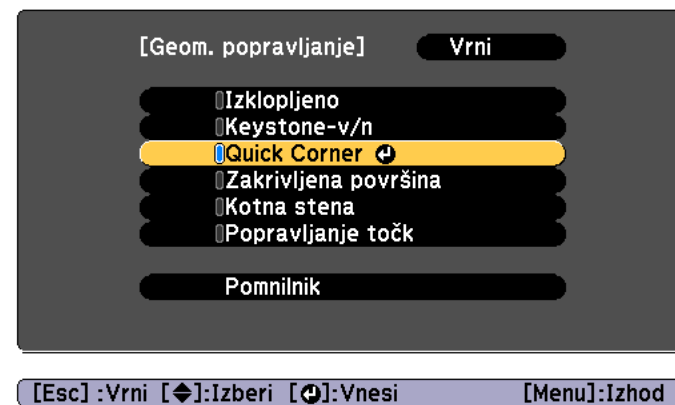 [Geom. popravljanje] Vrni
Izklopljeno
Keystone-v/n
Quick Corner
Zakrivljena površina
Kotna stena
Popravljanje točk
Pomnilnik
[Esc] :Vrni [◆]:Izberi [⏎]:Vnesi [Menu]:Izhod